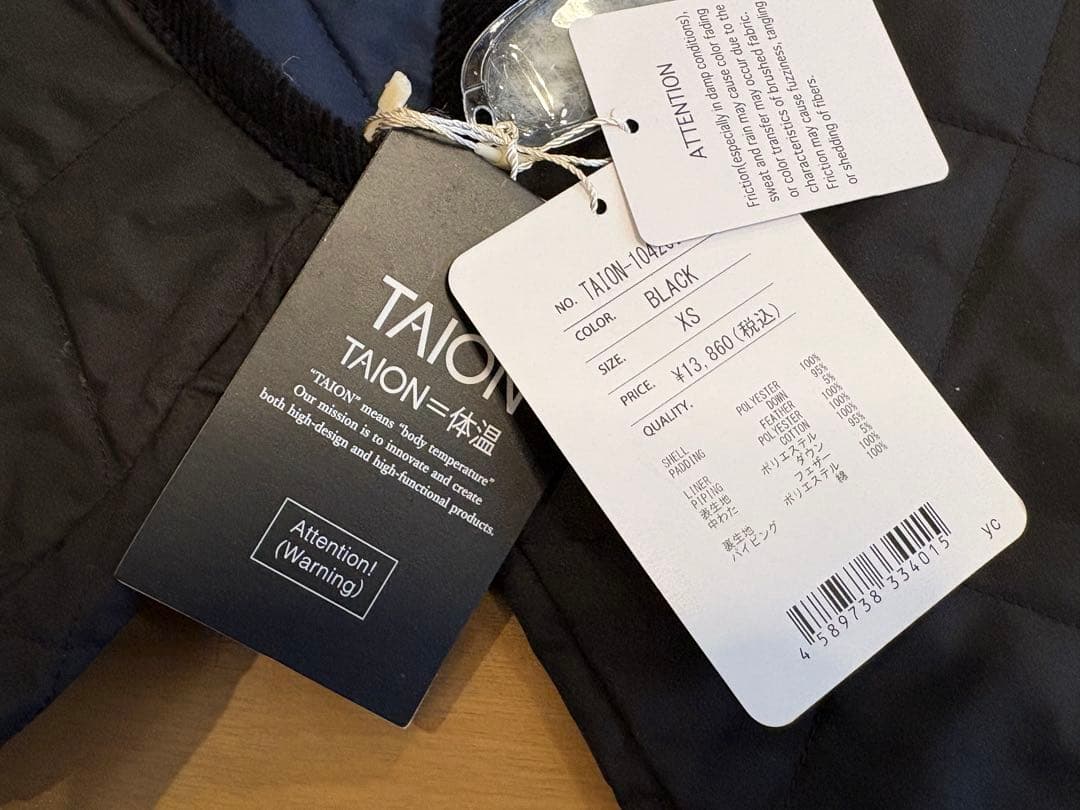 TAION
TAION=体温
"TAION" means "body temperature"
Our mission is to innovate and create
both high-design and high-functional products.
Attention!
(Warning)
ATTENTION
Friction(especially in damp conditions),
sweat and rain may cause color fading
or color transfer may occur due to the
characteristics of brushed fabric.
Friction may cause fuzziness, tangling
or shedding of fibers.
NO. TAION-104
COLOR. BLACK
SIZE. XS
PRICE. ¥13,860(税込)
QUALITY.
SHELL POLYESTER 100%
PADDING DOWN 95%
FEATHER 5%
LINER POLYESTER 100%
PIPING COTTON 100%
表生地 ポリエステル 100%
中わた ダウン 95%
フェザー 5%
裏生地 ポリエステル 100%
パイピング 綿 100%
4 589738 334015
yc